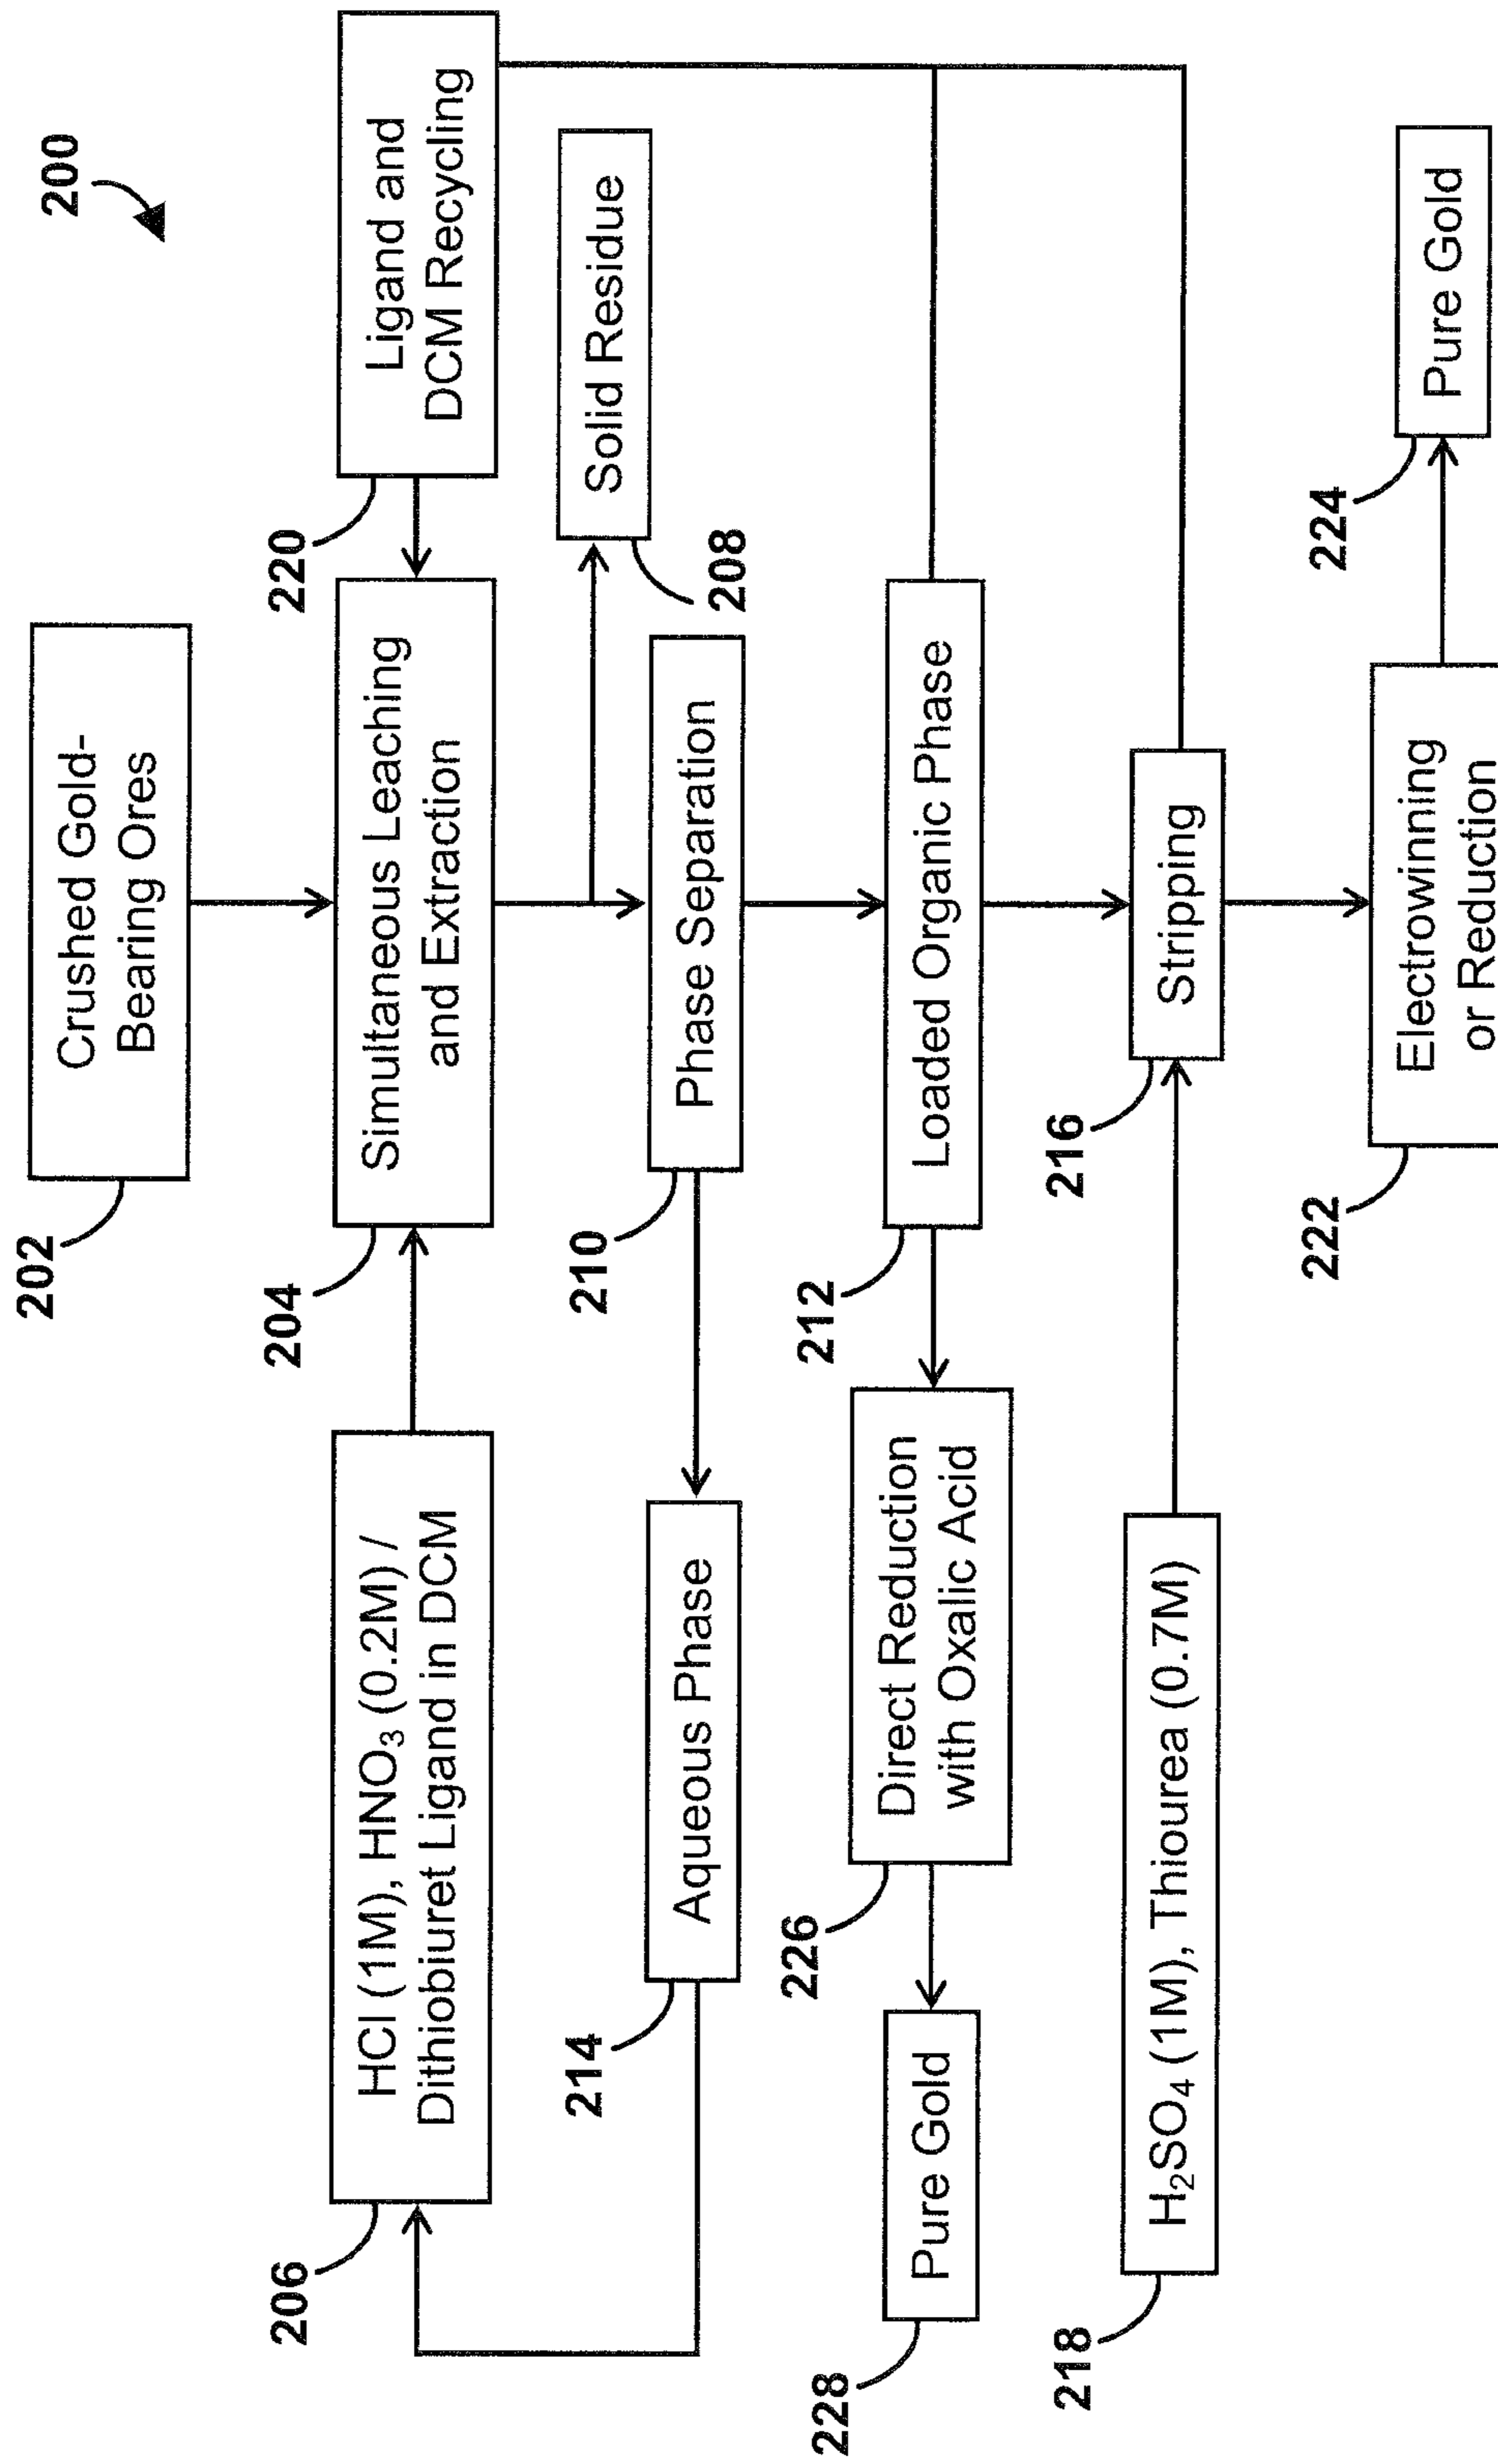 200
202
Crushed Gold-
Bearing Ores
206
HCl (1M), HNO₃ (0.2M) /
Dithiobiuret Ligand in DCM
204
Simultaneous Leaching
and Extraction
220
Ligand and
DCM Recycling
208
Solid Residue
214
Aqueous Phase
210
Phase Separation
228
Pure Gold
226
Direct Reduction
with Oxalic Acid
212
Loaded Organic Phase
218
H₂SO₄ (1M), Thiourea (0.7M)
216
Stripping
222
Electrowinning
or Reduction
224
Pure Gold